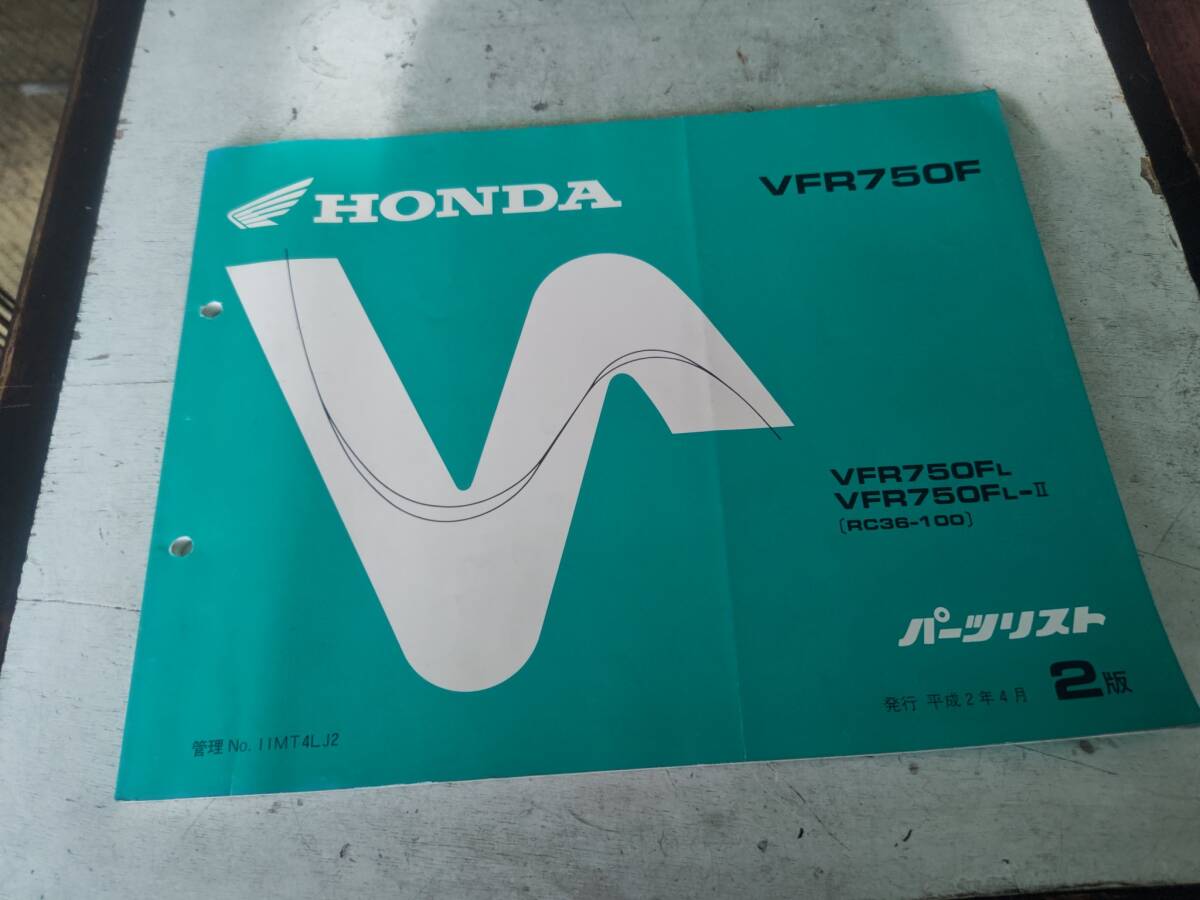 HONDA
VFR750F
VFR750FL
VFR750FL-II
〔RC36-100〕
パーツリスト
発行 平成2年4月 2版
管理 No. 11MT4LJ2